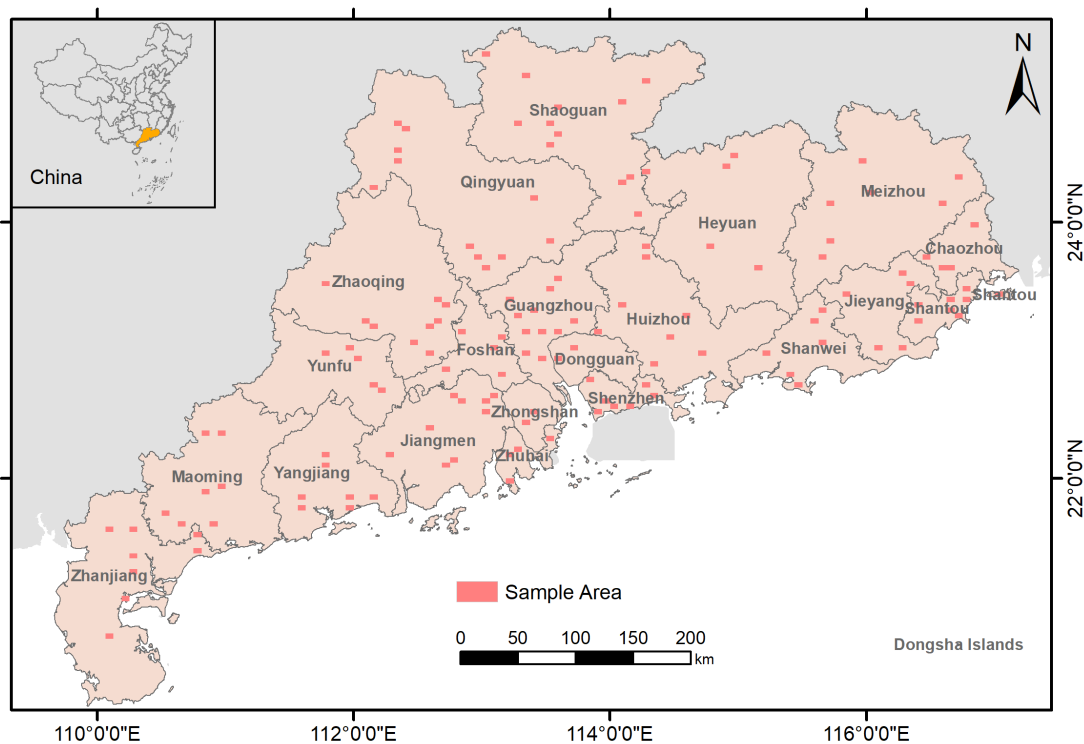 N
China
Shaoguan
Qingyuan
Meizhou
Heyuan
Chaozhou
Zhaoqing
Guangzhou
Huizhou
Jieyang
Shantou
Shantou
Foshan
Dongguan
Shanwei
Yunfu
Shenzhen
Zhongshan
Jiangmen
Zhuhai
Maoming
Yangjiang
Zhanjiang
Sample Area
0 50 100 150 200
km
Dongsha Islands
24°0'0"N
22°0'0"N
110°0'0"E 112°0'0"E 114°0'0"E 116°0'0"E